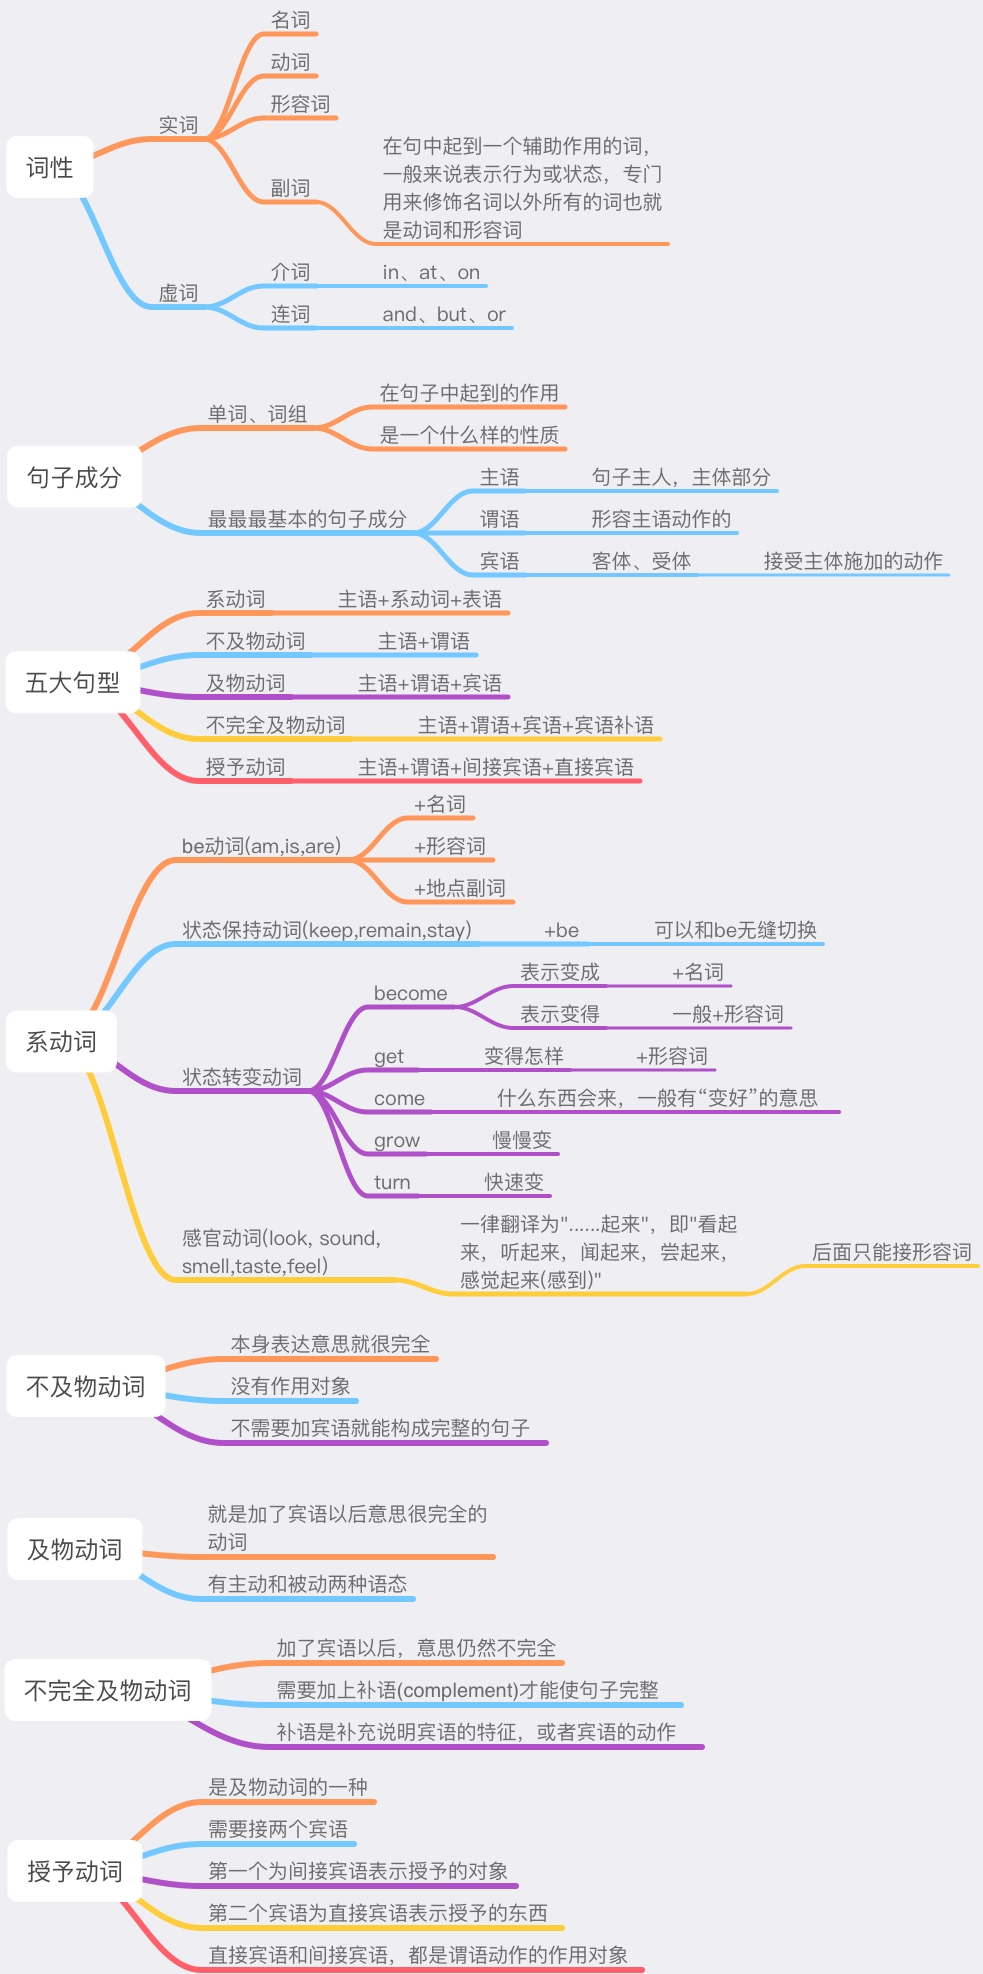 词性
实词
名词
动词
形容词
副词
在句中起到一个辅助作用的词，
一般来说表示行为或状态，专门
用来修饰名词以外所有的词也就
是动词和形容词
虚词
介词
in、at、on
连词
and、but、or
句子成分
单词、词组
在句子中起到的作用
是一个什么样的性质
最最最基本的句子成分
主语
句子主人，主体部分
谓语
形容主语动作的
宾语
客体、受体
接受主体施加的动作
五大句型
系动词
主语+系动词+表语
不及物动词
主语+谓语
及物动词
主语+谓语+宾语
不完全及物动词
主语+谓语+宾语+宾语补语
授予动词
主语+谓语+间接宾语+直接宾语
系动词
be动词(am,is,are)
+名词
+形容词
+地点副词
状态保持动词(keep,remain,stay)
+be
可以和be无缝切换
状态转变动词
become
表示变成
+名词
表示变得
一般+形容词
get
变得怎样
+形容词
come
什么东西会来，一般有“变好”的意思
grow
慢慢变
turn
快速变
感官动词(look, sound,
smell,taste,feel)
一律翻译为"……起来"，即"看起
来，听起来，闻起来，尝起来，
感觉起来(感到)"
后面只能接形容词
不及物动词
本身表达意思就很完全
没有作用对象
不需要加宾语就能构成完整的句子
及物动词
就是加了宾语以后意思很完全的
动词
有主动和被动两种语态
不完全及物动词
加了宾语以后，意思仍然不完全
需要加上补语(complement)才能使句子完整
补语是补充说明宾语的特征，或者宾语的动作
授予动词
是及物动词的一种
需要接两个宾语
第一个为间接宾语表示授予的对象
第二个宾语为直接宾语表示授予的东西
直接宾语和间接宾语，都是谓语动作的作用对象